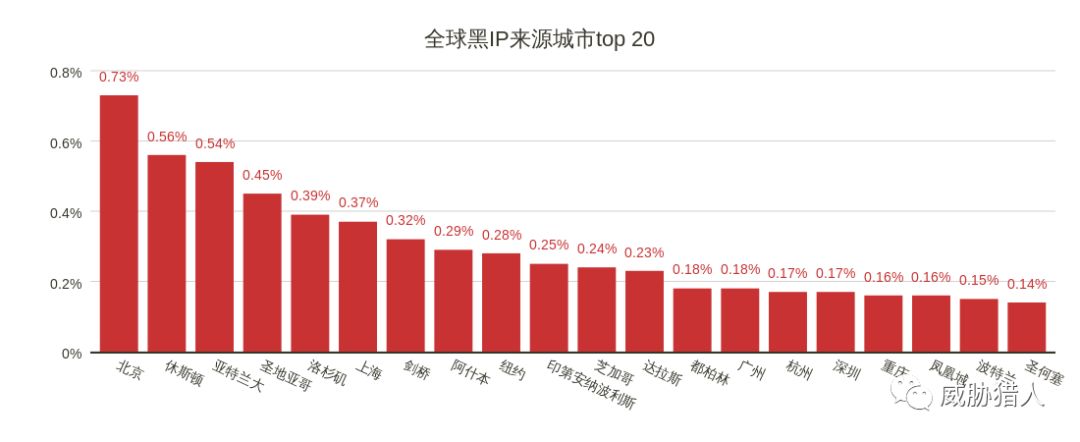 全球黑IP来源城市top 20
0.8%
0.6%
0.4%
0.2%
0%
0.73%
0.56%
0.54%
0.45%
0.39%
0.37%
0.32%
0.29%
0.28%
0.25%
0.24%
0.23%
0.18%
0.18%
0.17%
0.17%
0.16%
0.16%
0.15%
0.14%
北京
休斯顿
亚特兰大
圣地亚哥
洛杉矶
上海
剑桥
阿什本
纽约
印第安纳波利斯
芝加哥
达拉斯
都柏林
广州
杭州
深圳
重庆
凤凰城
波特兰
圣何塞
威胁猎人